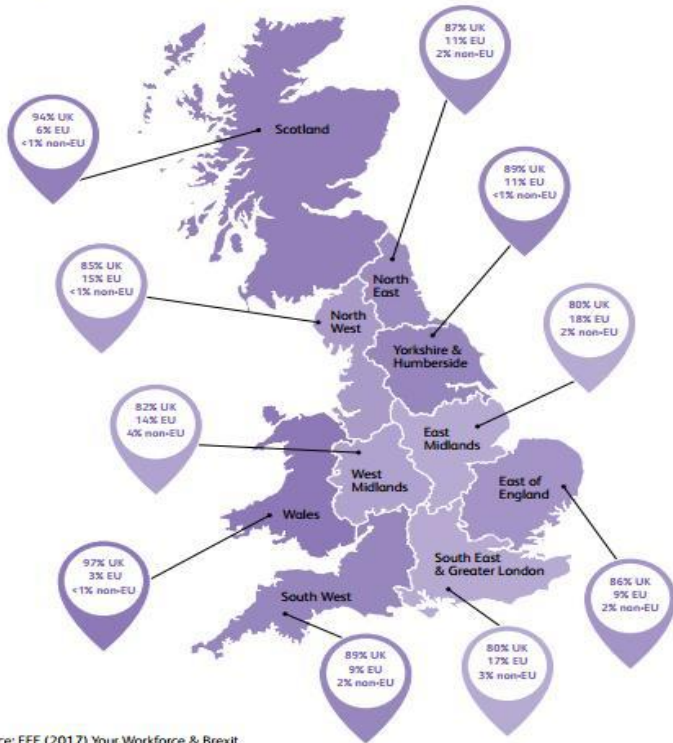 87% UK
11% EU
2% non-EU
94% UK
6% EU
<1% non-EU
Scotland
89% UK
11% EU
<1% non-EU
85% UK
15% EU
<1% non-EU
North
East
North
West
80% UK
18% EU
2% non-EU
Yorkshire &
Humberside
82% UK
14% EU
4% non-EU
East
Midlands
West
Midlands
East of
England
Wales
97% UK
3% EU
<1% non-EU
South East
& Greater London
South West
86% UK
9% EU
2% non-EU
89% UK
9% EU
2% non-EU
80% UK
17% EU
3% non-EU
(2017) Your Workforce & Brexit